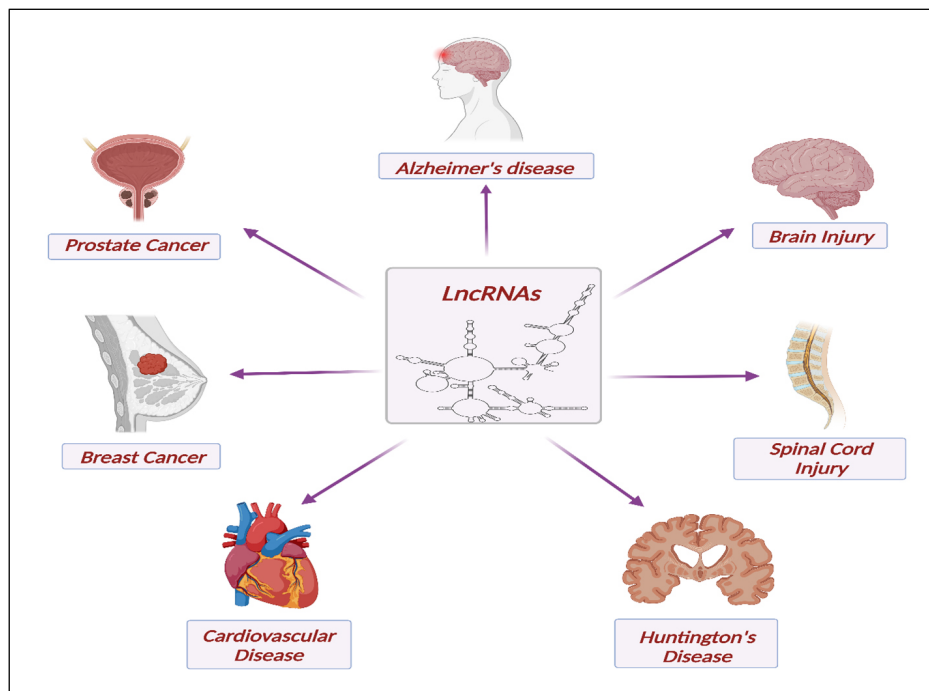 Alzheimer's disease
Prostate Cancer
Brain Injury
LncRNAs
Breast Cancer
Spinal Cord
Injury
Cardiovascular
Disease
Huntington's
Disease